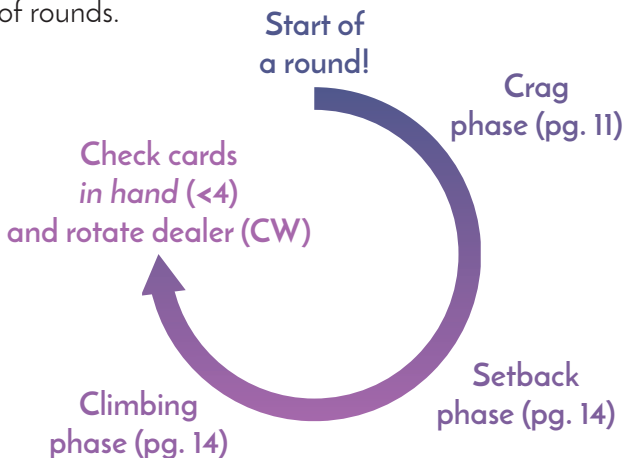 of rounds.
Start of
a round!
Crag
phase (pg. 11)
Setback
phase (pg. 14)
Climbing
phase (pg. 14)
Check cards
in hand (<4)
and rotate dealer (CW)